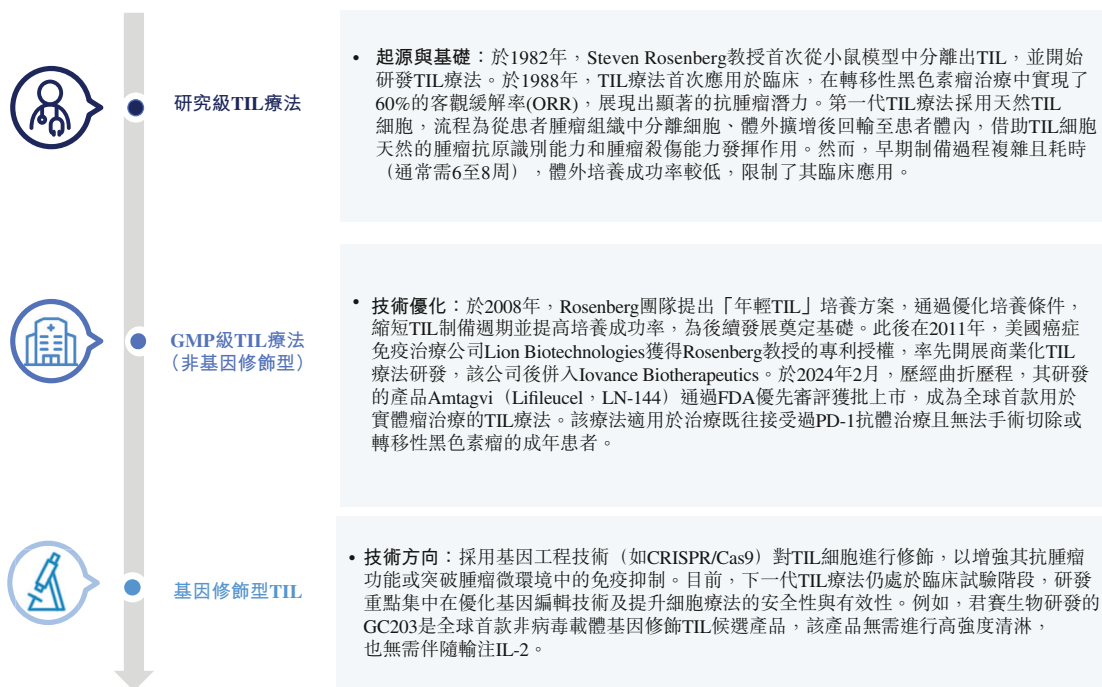 研究級TIL療法
• 起源與基礎：於1982年，Steven Rosenberg教授首次從小鼠模型中分離出TIL，並開始
研發TIL療法。於1988年，TIL療法首次應用於臨床，在轉移性黑色素瘤治療中實現了
60%的客觀緩解率(ORR)，展現出顯著的抗腫瘤潛力。第一代TIL療法採用天然TIL
細胞，流程為從患者腫瘤組織中分離細胞、體外擴增後回輸至患者體內，借助TIL細胞
天然的腫瘤抗原識別能力和腫瘤殺傷能力發揮作用。然而，早期制備過程複雜且耗時
（通常需6至8周），體外培養成功率較低，限制了其臨床應用。
GMP級TIL療法
（非基因修飾型）
• 技術優化：於2008年，Rosenberg團隊提出「年輕TIL」培養方案，通過優化培養條件，
縮短TIL制備週期並提高培養成功率，為後續發展奠定基礎。此後在2011年，美國癌症
免疫治療公司Lion Biotechnologies獲得Rosenberg教授的專利授權，率先開展商業化TIL
療法研發，該公司後併入Iovance Biotherapeutics。於2024年2月，歷經曲折歷程，其研發
的產品Amtagvi（Lifileucel，LN-144）通過FDA優先審評獲批上市，成為全球首款用於
實體瘤治療的TIL療法。該療法適用於治療既往接受過PD-1抗體治療且無法手術切除或
轉移性黑色素瘤的成年患者。
基因修飾型TIL
• 技術方向：採用基因工程技術（如CRISPR/Cas9）對TIL細胞進行修飾，以增強其抗腫瘤
功能或突破腫瘤微環境中的免疫抑制。目前，下一代TIL療法仍處於臨床試驗階段，研發
重點集中在優化基因編輯技術及提升細胞療法的安全性與有效性。例如，君賽生物研發的
GC203是全球首款非病毒載體基因修飾TIL候選產品，該產品無需進行高強度清淋，
也無需伴隨輸注IL-2。